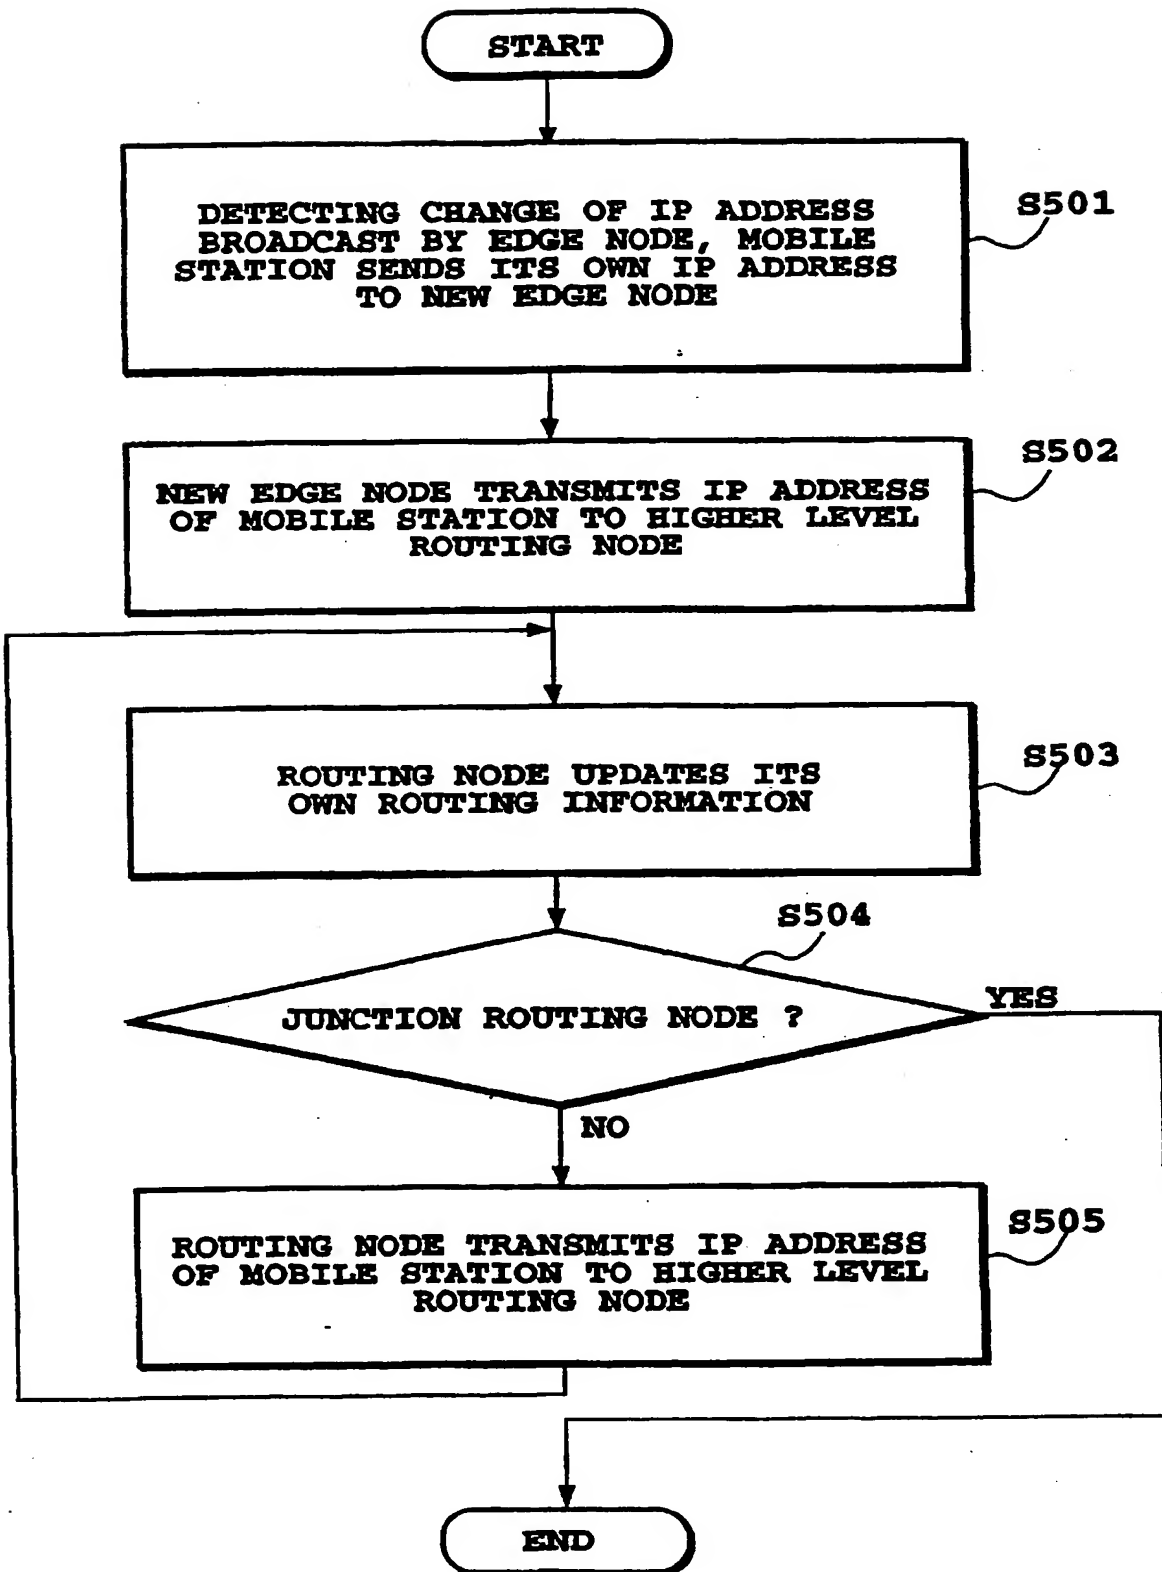 START
DETECTING CHANGE OF IP ADDRESS
BROADCAST BY EDGE NODE, MOBILE
STATION SENDS ITS OWN IP ADDRESS
TO NEW EDGE NODE
S501
NEW EDGE NODE TRANSMITS IP ADDRESS
OF MOBILE STATION TO HIGHER LEVEL
ROUTING NODE
S502
ROUTING NODE UPDATES ITS
OWN ROUTING INFORMATION
S503
S504
JUNCTION ROUTING NODE ?
YES
NO
ROUTING NODE TRANSMITS IP ADDRESS
OF MOBILE STATION TO HIGHER LEVEL
ROUTING NODE
S505
END